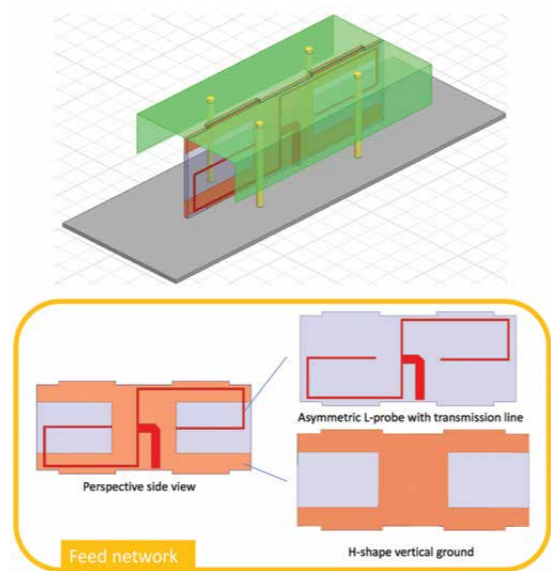 Asymmetric L-probe with transmission line
Perspective side view
H-shape vertical ground
Feed network